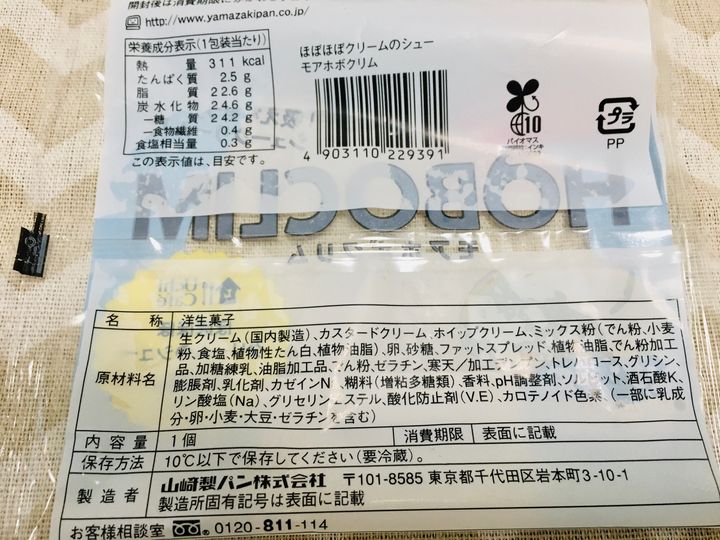 開封後は消費期限に
http://www.yamazakipan.co.jp/
栄養成分表示(1包装当たり)
熱量 311 kcal
たんぱく質 2.5 g
脂質 22.6 g
炭水化物 24.6 g
―糖質 24.2 g
―食物繊維 0.4 g
食塩相当量 0.3 g
この表示値は、目安です。
ほぼほぼクリームのシュー
モアホボクリム
4 903110 229391
10
バイオマス
プラ
PP
HOBOCLIM
モアホボクリム
Uchi
Café
名称 洋生菓子
原材料名 生クリーム(国内製造)、カスタードクリーム、ホイップクリーム、ミックス粉(でん粉、小麦
粉、食塩、植物性たん白、植物油脂)、卵、砂糖、ファットスプレッド、植物油脂、でん粉加工
品、加糖練乳、油脂加工品、でん粉、ゼラチン、寒天/加工デンプン、トレハロース、グリシン、
膨脹剤、乳化剤、カゼインNa、糊料(増粘多糖類)、香料、pH調整剤、ソルビット、酒石酸K、
リン酸塩(Na)、グリセリンエステル、酸化防止剤(V.E)、カロテノイド色素、(一部に乳成
分・卵・小麦・大豆・ゼラチンを含む)
内容量 1個 消費期限 表面に記載
保存方法 10℃以下で保存してください(要冷蔵)。
製造者 山崎製パン株式会社 〒101-8585 東京都千代田区岩本町3-10-1
製造所固有記号は表面に記載
お客様相談室 0120-811-114